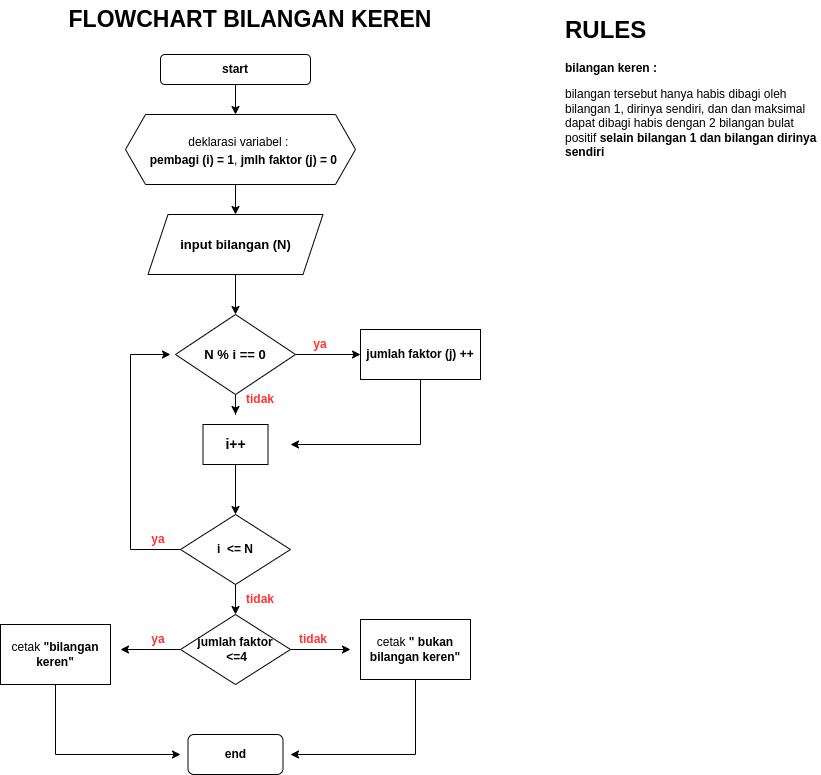 FLOWCHART BILANGAN KEREN
start
deklarasi variabel :
pembagi (i) = 1, jmlh faktor (j) = 0
input bilangan (N)
N % i == 0
ya
jumlah faktor (j) ++
tidak
i++
i  <= N
ya
tidak
jumlah faktor
<=4
ya
tidak
cetak "bilangan
keren"
cetak " bukan
bilangan keren"
end
RULES
bilangan keren :
bilangan tersebut hanya habis dibagi oleh
bilangan 1, dirinya sendiri, dan dan maksimal
dapat dibagi habis dengan 2 bilangan bulat
positif selain bilangan 1 dan bilangan dirinya
sendiri